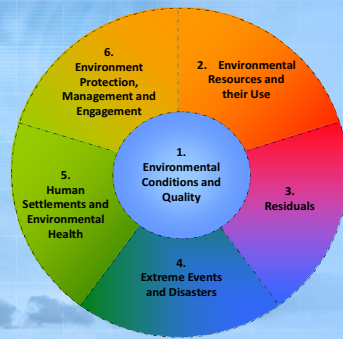 1.
Environmental
Conditions and
Quality
2. Environmental
Resources and
their Use
3.
Residuals
4.
Extreme Events
and Disasters
5.
Human
Settlements and
Environmental
Health
6.
Environment
Protection,
Management and
Engagement